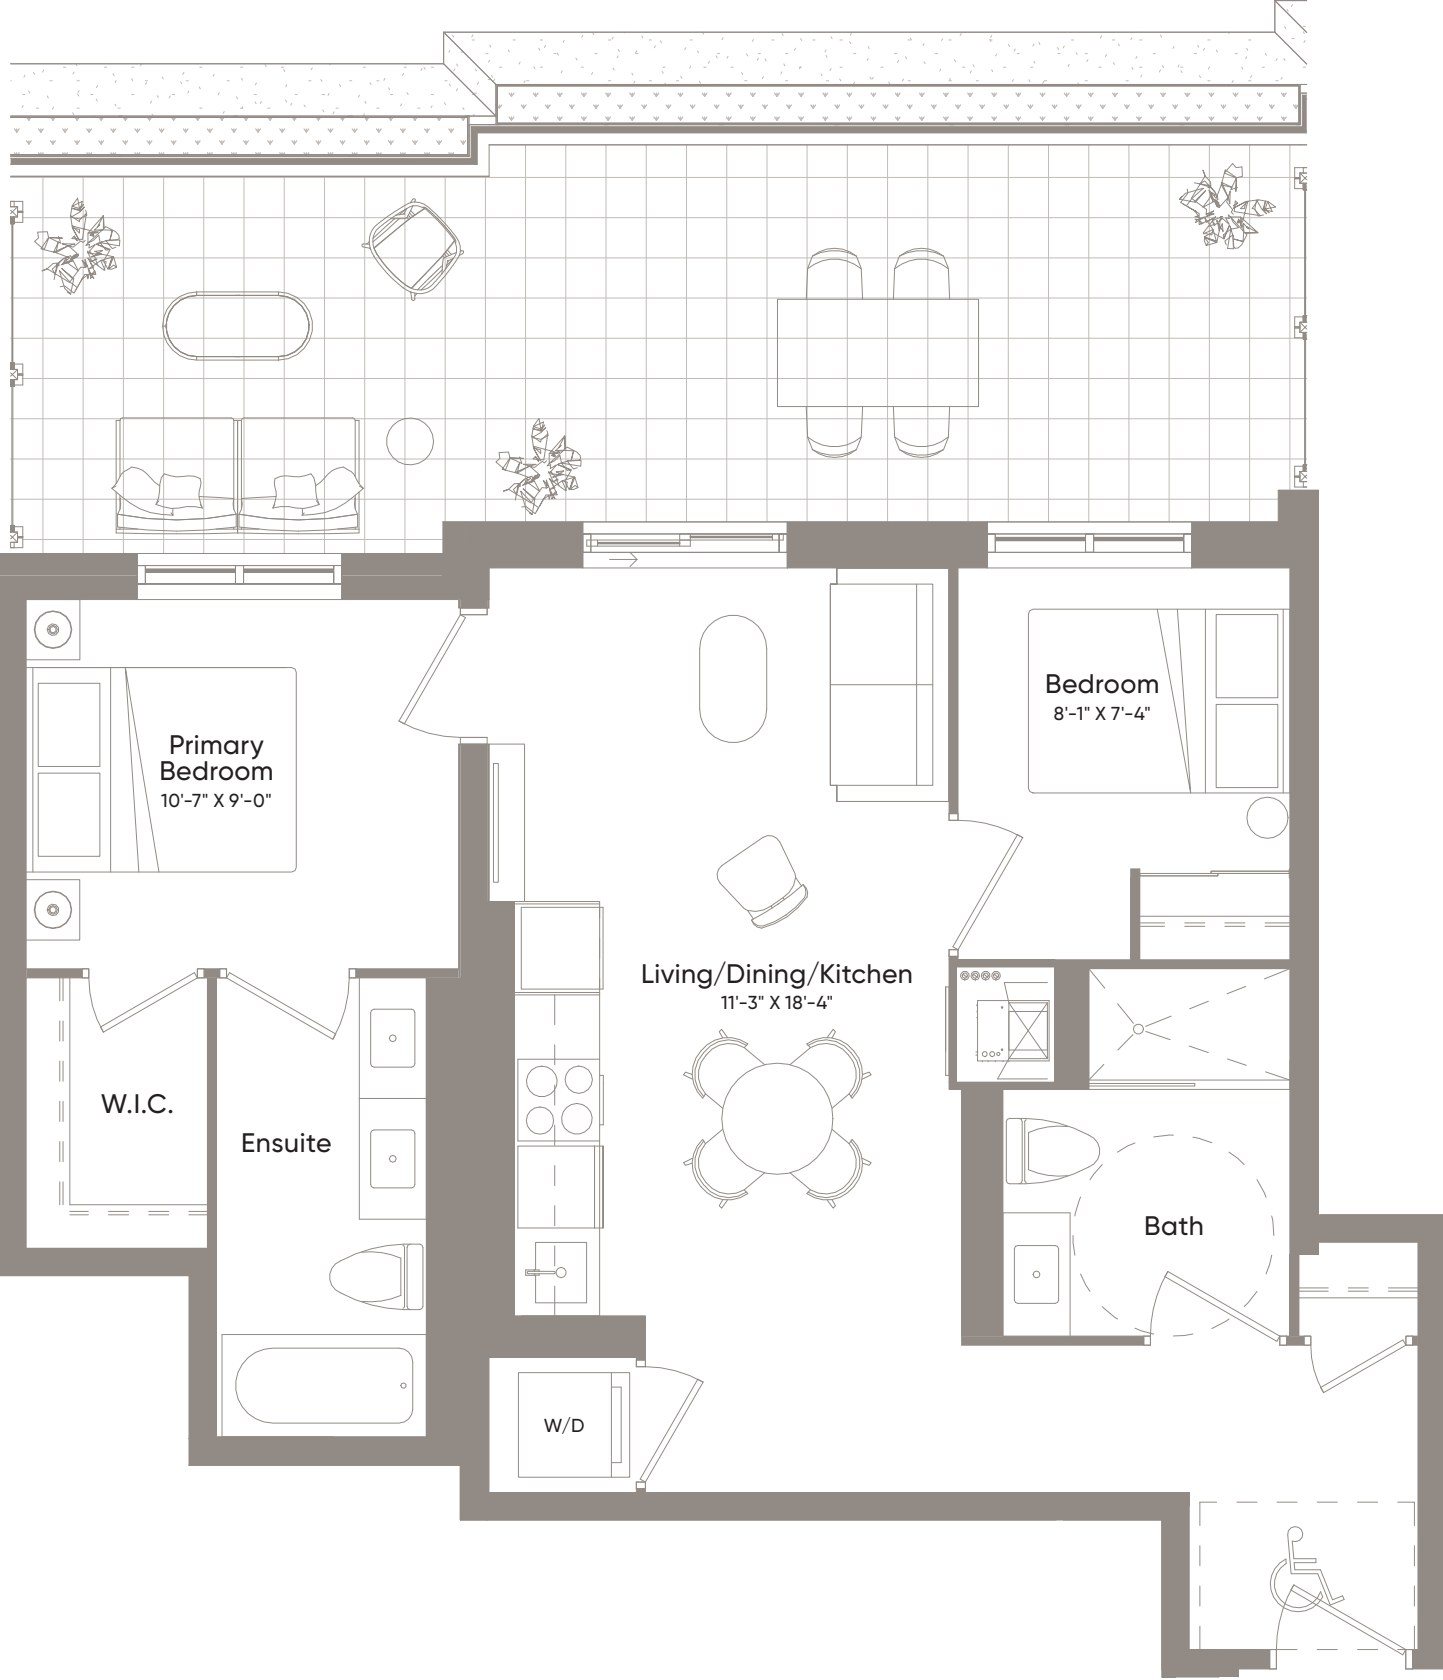 Bedroom
8'-1" X 7'-4"
Primary
Bedroom
10'-7" X 9'-0"
Living/Dining/Kitchen
11'-3" X 18'-4"
W.I.C.
Ensuite
Bath
W/D